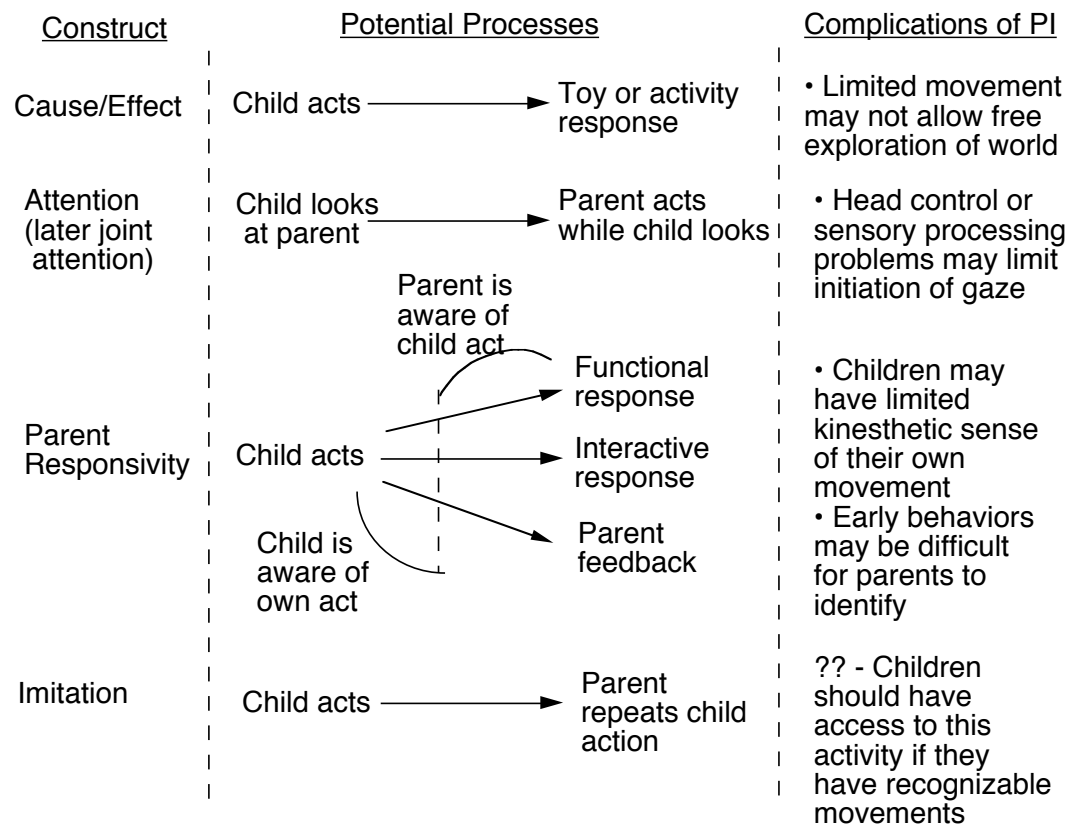 Construct
Potential Processes
Complications of PI
Cause/Effect
Child acts
Toy or activity
response
• Limited movement
may not allow free
exploration of world
Attention
(later joint
attention)
Child looks
at parent
Parent acts
while child looks
• Head control or
sensory processing
problems may limit
initiation of gaze
Parent
Responsivity
Child acts
Parent is
aware of
child act
Child is
aware of
own act
Functional
response
Interactive
response
Parent
feedback
• Children may
have limited
kinesthetic sense
of their own
movement
• Early behaviors
may be difficult
for parents to
identify
Imitation
Child acts
Parent
repeats child
action
?? - Children
should have
access to this
activity if they
have recognizable
movements